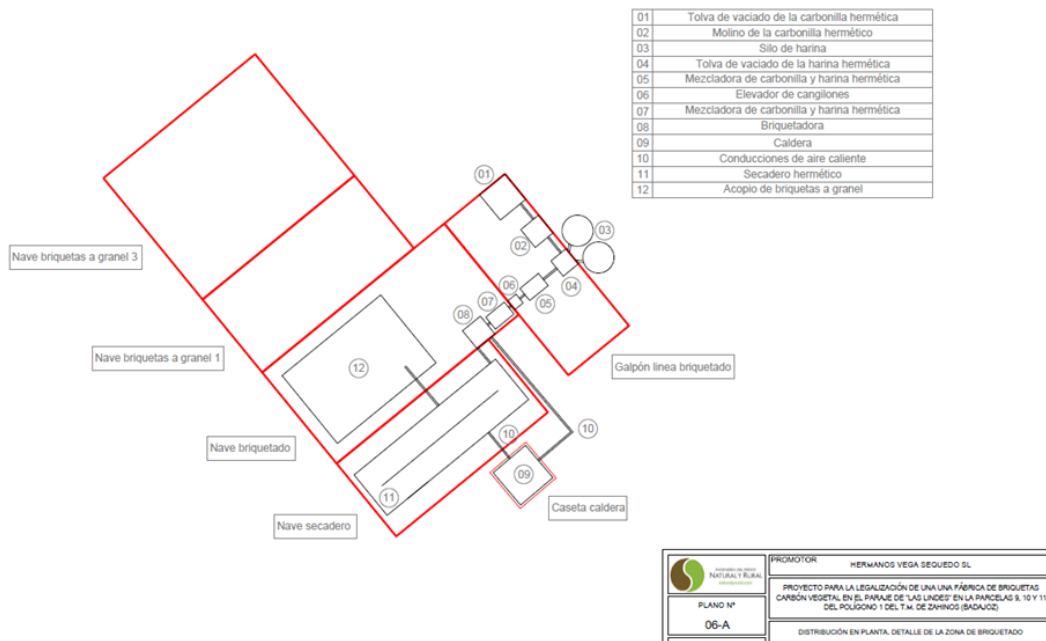 01 Tolva de vaciado de la carbonilla hermética
02 Molino de la carbonilla hermético
03 Silo de harina
04 Tolva de vaciado de la harina hermética
05 Mezcladora de carbonilla y harina hermética
06 Elevador de cangilones
07 Mezcladora de carbonilla y harina hermética
08 Briquetadora
09 Caldera
10 Conducciones de aire caliente
11 Secadero hermético
12 Acopio de briquetas a granel
01
02
03
04
05
06
07
08
12
10
10
09
11
Nave briquetas a granel 3
Nave briquetas a granel 1
Nave briquetado
Nave secadero
Galpón linea briquetado
Caseta caldera
NATURAL Y RURAL
PLANO Nº
06-A
PROMOTOR
HERMANOS VEGA SEQUEDO SL
PROYECTO PARA LA LEGALIZACIÓN DE UNA UNA FÁBRICA DE BRIQUETAS
CARBÓN VEGETAL EN EL PARAJE DE "LAS LINDES" EN LA PARCELAS 9, 10 Y 11
DEL POLÍGONO 1 DEL T.M. DE ZAHINOS (BADAJOZ)
DISTRIBUCIÓN EN PLANTA. DETALLE DE LA ZONA DE BRIQUETADO